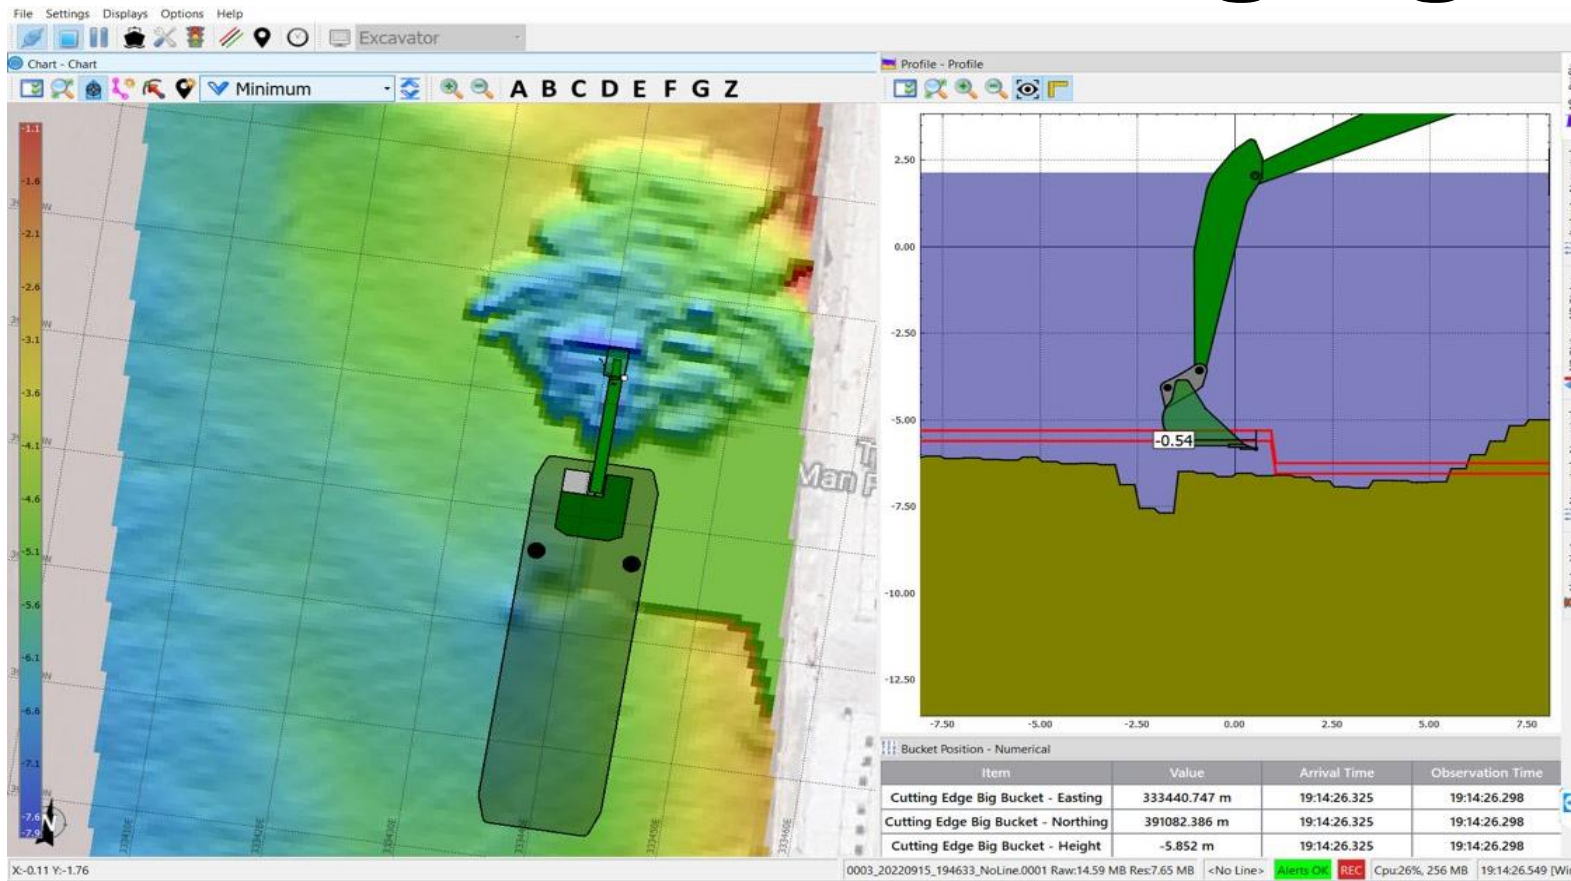 File Settings Displays Options Help
Excavator
Chart - Chart
Minimum
A B C D E F G Z
-1.1
-1.6
-2.1
-2.6
-3.1
-3.6
-4.1
-4.6
-5.1
-5.6
-6.1
-6.6
-7.1
-7.6
-7.9
N
Man
333410E
333420E
333430E
333440E
333450E
333460E
Profile - Profile
2.50
0.00
-2.50
-5.00
-7.50
-10.00
-12.50
-0.54
-7.50 -5.00 -2.50 0.00 2.50 5.00 7.50
Bucket Position - Numerical
Item Value Arrival Time Observation Time
Cutting Edge Big Bucket - Easting 333440.747 m 19:14:26.325 19:14:26.298
Cutting Edge Big Bucket - Northing 391082.386 m 19:14:26.325 19:14:26.298
Cutting Edge Big Bucket - Height -5.852 m 19:14:26.325 19:14:26.298
X:-0.11 Y:-1.76 0003_20220915_194633_NoLine.0001 Raw:14.59 MB Res:7.65 MB <No Line> Alerts OK REC Cpu:26%, 256 MB 19:14:26.549